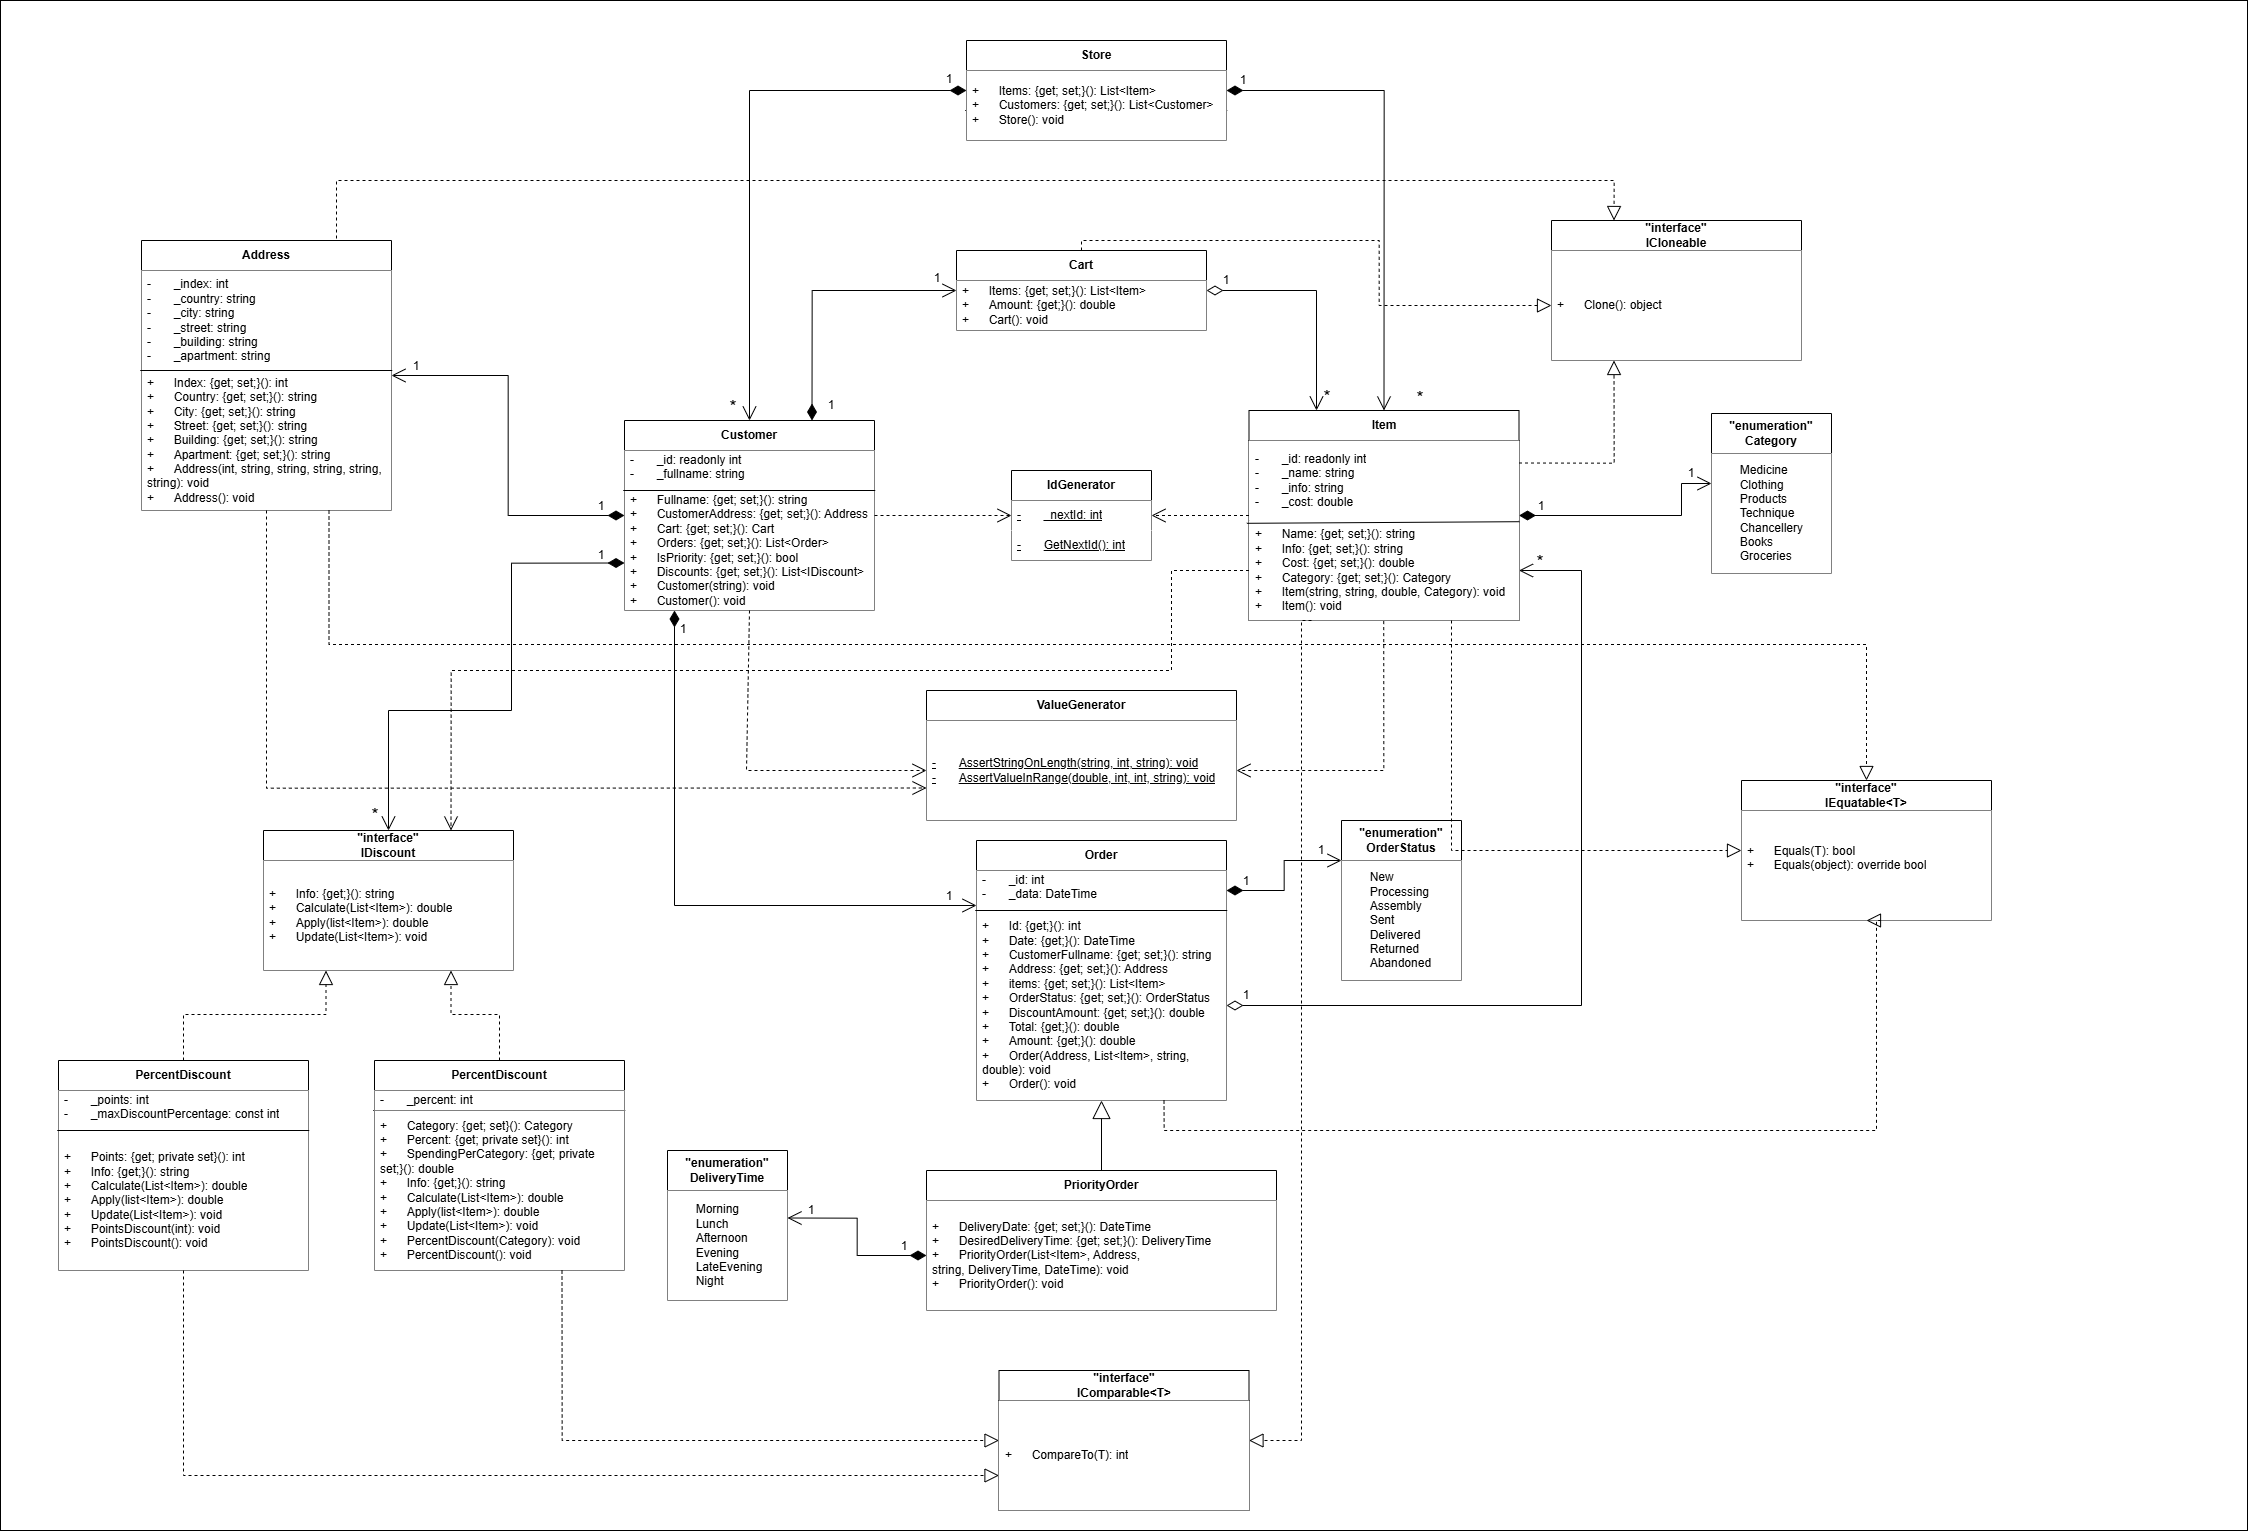 Store
1
1
+ Items: {get; set;}(): List<Item>
+ Customers: {get; set;}(): List<Customer>
+ Store(): void
"interface"
ICloneable
+ Clone(): object
Address
- _index: int
- _country: string
- _city: string
- _street: string
- _building: string
- _apartment: string
+ Index: {get; set;}(): int
+ Country: {get; set;}(): string
+ City: {get; set;}(): string
+ Street: {get; set;}(): string
+ Building: {get; set;}(): string
+ Apartment: {get; set;}(): string
+ Address(int, string, string, string, string,
string): void
+ Address(): void
1
Cart
+ Items: {get; set;}(): List<Item>
+ Amount: {get;}(): double
+ Cart(): void
1
1
*
*
*
1
Customer
- _id: readonly int
- _fullname: string
+ Fullname: {get; set;}(): string
+ CustomerAddress: {get; set;}(): Address
+ Cart: {get; set;}(): Cart
+ Orders: {get; set;}(): List<Order>
+ IsPriority: {get; set;}(): bool
+ Discounts: {get; set;}(): List<IDiscount>
+ Customer(string): void
+ Customer(): void
1
1
1
IdGenerator
- _nextId: int
- GetNextId(): int
Item
- _id: readonly int
- _name: string
- _info: string
- _cost: double
+ Name: {get; set;}(): string
+ Info: {get; set;}(): string
+ Cost: {get; set;}(): double
+ Category: {get; set;}(): Category
+ Item(string, string, double, Category): void
+ Item(): void
1
1
*
"enumeration"
Category
Medicine
Clothing
Products
Technique
Chancellery
Books
Groceries
ValueGenerator
- AssertStringOnLength(string, int, string): void
- AssertValueInRange(double, int, int, string): void
"interface"
IEquatable<T>
+ Equals(T): bool
+ Equals(object): override bool
*
"interface"
IDiscount
+ Info: {get;}(): string
+ Calculate(List<Item>): double
+ Apply(list<Item>): double
+ Update(List<Item>): void
1
Order
- _id: int
- _data: DateTime
+ Id: {get;}(): int
+ Date: {get;}(): DateTime
+ CustomerFullname: {get; set;}(): string
+ Address: {get; set;}(): Address
+ items: {get; set;}(): List<Item>
+ OrderStatus: {get; set;}(): OrderStatus
+ DiscountAmount: {get; set;}(): double
+ Total: {get;}(): double
+ Amount: {get;}(): double
+ Order(Address, List<Item>, string,
double): void
+ Order(): void
1
1
1
"enumeration"
OrderStatus
New
Processing
Assembly
Sent
Delivered
Returned
Abandoned
PercentDiscount
- _points: int
- _maxDiscountPercentage: const int
+ Points: {get; private set}(): int
+ Info: {get;}(): string
+ Calculate(List<Item>): double
+ Apply(list<Item>): double
+ Update(List<Item>): void
+ PointsDiscount(int): void
+ PointsDiscount(): void
PercentDiscount
- _percent: int
+ Category: {get; set}(): Category
+ Percent: {get; private set}(): int
+ SpendingPerCategory: {get; private
set;}(): double
+ Info: {get;}(): string
+ Calculate(List<Item>): double
+ Apply(list<Item>): double
+ Update(List<Item>): void
+ PercentDiscount(Category): void
+ PercentDiscount(): void
"enumeration"
DeliveryTime
Morning
Lunch
Afternoon
Evening
LateEvening
Night
1
1
PriorityOrder
+ DeliveryDate: {get; set;}(): DateTime
+ DesiredDeliveryTime: {get; set;}(): DeliveryTime
+ PriorityOrder(List<Item>, Address,
string, DeliveryTime, DateTime): void
+ PriorityOrder(): void
"interface"
IComparable<T>
+ CompareTo(T): int